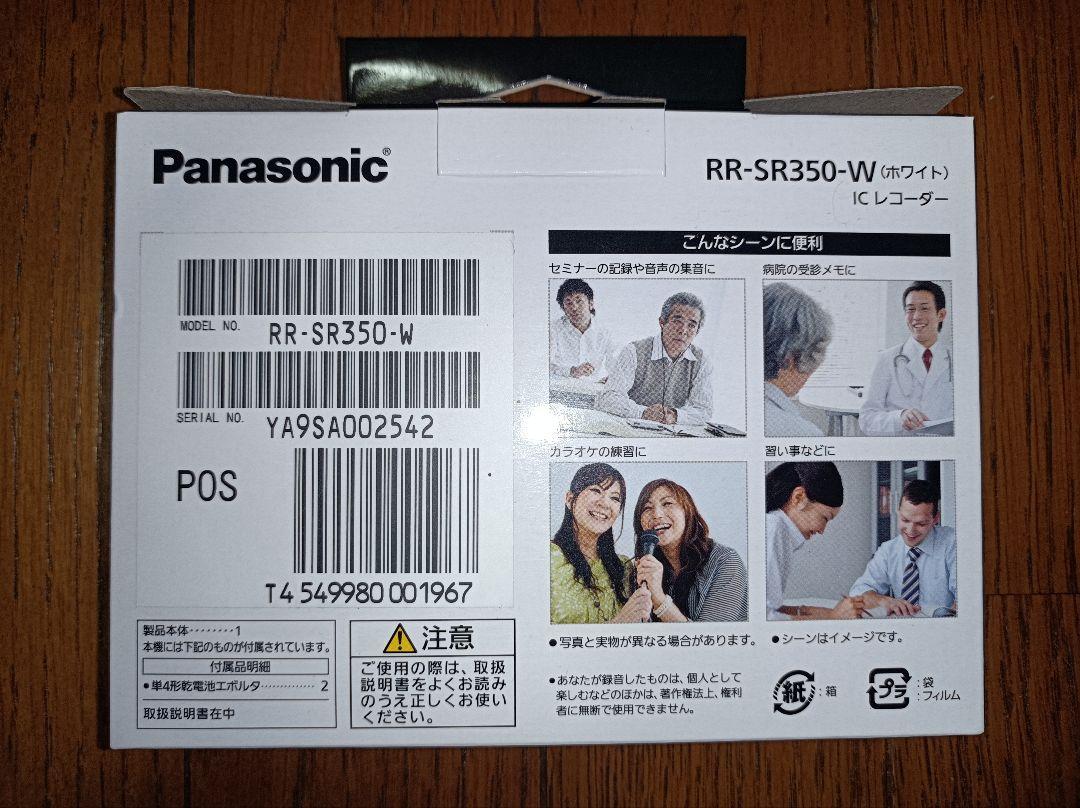 Panasonic®
RR-SR350-W（ホワイト）
ICレコーダー
MODEL NO. RR-SR350-W
SERIAL NO. YA9SA002542
POS
T4 549980 001967
こんなシーンに便利
セミナーの記録や音声の集音に
病院の受診メモに
カラオケの練習に
習い事などに
●写真と実物が異なる場合があります。
●シーンはイメージです。
●あなたが録音したものは、個人として
楽しむなどのほかは、著作権法上、権利
者に無断で使用できません。
紙：箱
プラ：袋
：フィルム
製品本体‥‥‥‥1
本機には下記のものが付属されています。
付属品明細
●単4形乾電池エボルタ‥‥‥‥‥‥ 2
取扱説明書在中
注意
ご使用の際は、取扱
説明書をよくお読み
のうえ正しくお使い
ください。